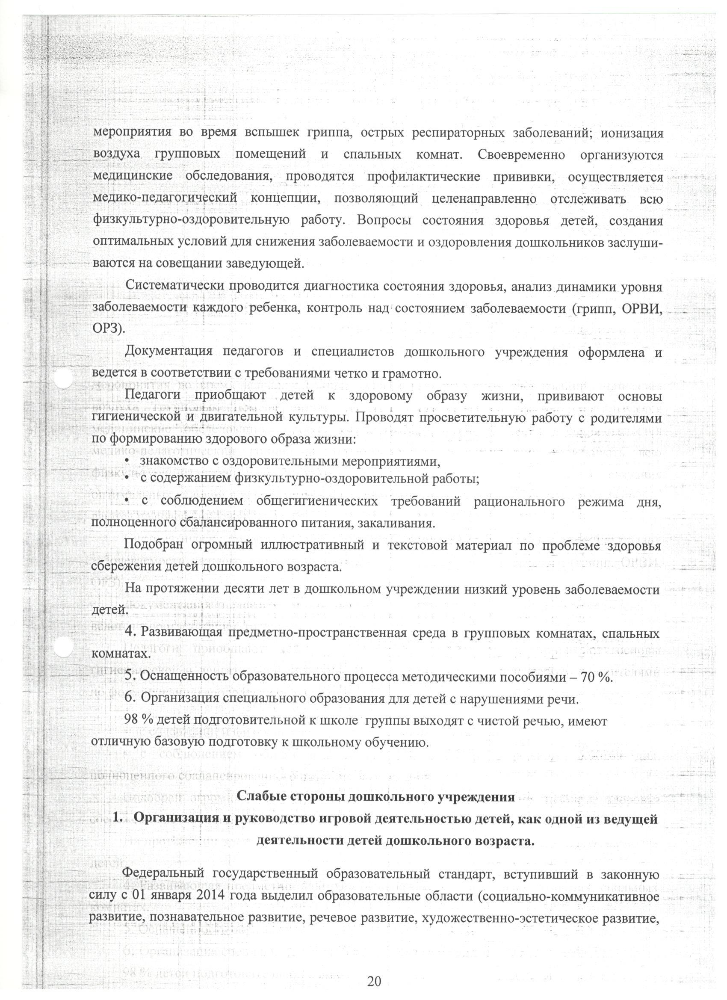 мероприятия во время вспышек гриппа, острых респираторных заболеваний; ионизация
воздуха групповых помещений и спальных комнат. Своевременно организуются
медицинские обследования, проводятся профилактические прививки, осуществляется
медико-педагогический концепции, позволяющий целенаправленно отслеживать всю
физкультурно-оздоровительную работу. Вопросы состояния здоровья детей, создания
оптимальных условий для снижения заболеваемости и оздоровления дошкольников заслуши-
ваются на совещании заведующей.
Систематически проводится диагностика состояния здоровья, анализ динамики уровня
заболеваемости каждого ребенка, контроль над состоянием заболеваемости (грипп, ОРВИ,
ОРЗ).
Документация педагогов и специалистов дошкольного учреждения оформлена и
ведется в соответствии с требованиями четко и грамотно.
Педагоги приобщают детей к здоровому образу жизни, прививают основы
гигиенической и двигательной культуры. Проводят просветительную работу с родителями
по формированию здорового образа жизни:
• знакомство с оздоровительными мероприятиями,
• с содержанием физкультурно-оздоровительной работы;
• с соблюдением общегигиенических требований рационального режима дня,
полноценного сбалансированного питания, закаливания.
Подобран огромный иллюстративный и текстовой материал по проблеме здоровья
сбережения детей дошкольного возраста.
На протяжении десяти лет в дошкольном учреждении низкий уровень заболеваемости
детей.
4. Развивающая предметно-пространственная среда в групповых комнатах, спальных
комнатах.
5. Оснащенность образовательного процесса методическими пособиями – 70 %.
6. Организация специального образования для детей с нарушениями речи.
98 % детей подготовительной к школе группы выходят с чистой речью, имеют
отличную базовую подготовку к школьному обучению.
Слабые стороны дошкольного учреждения
1. Организация и руководство игровой деятельностью детей, как одной из ведущей
деятельности детей дошкольного возраста.
Федеральный государственный образовательный стандарт, вступивший в законную
силу с 01 января 2014 года выделил образовательные области (социально-коммуникативное
развитие, познавательное развитие, речевое развитие, художественно-эстетическое развитие,
20